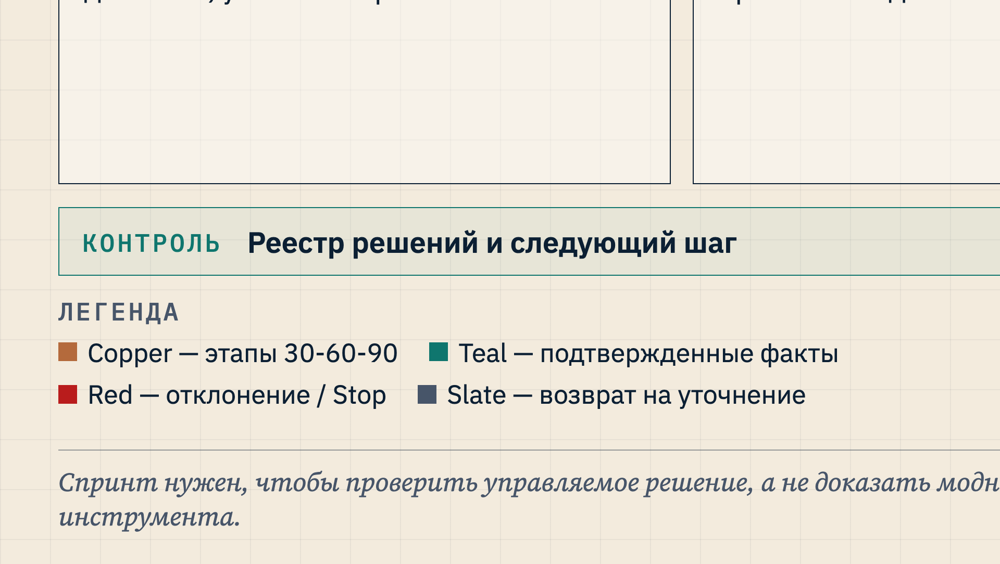 КОНТРОЛЬ Реестр решений и следующий шаг
ЛЕГЕНДА
Copper — этапы 30-60-90 Teal — подтвержденные факты
Red — отклонение / Stop Slate — возврат на уточнение
Спринт нужен, чтобы проверить управляемое решение, а не доказать
инструмента.